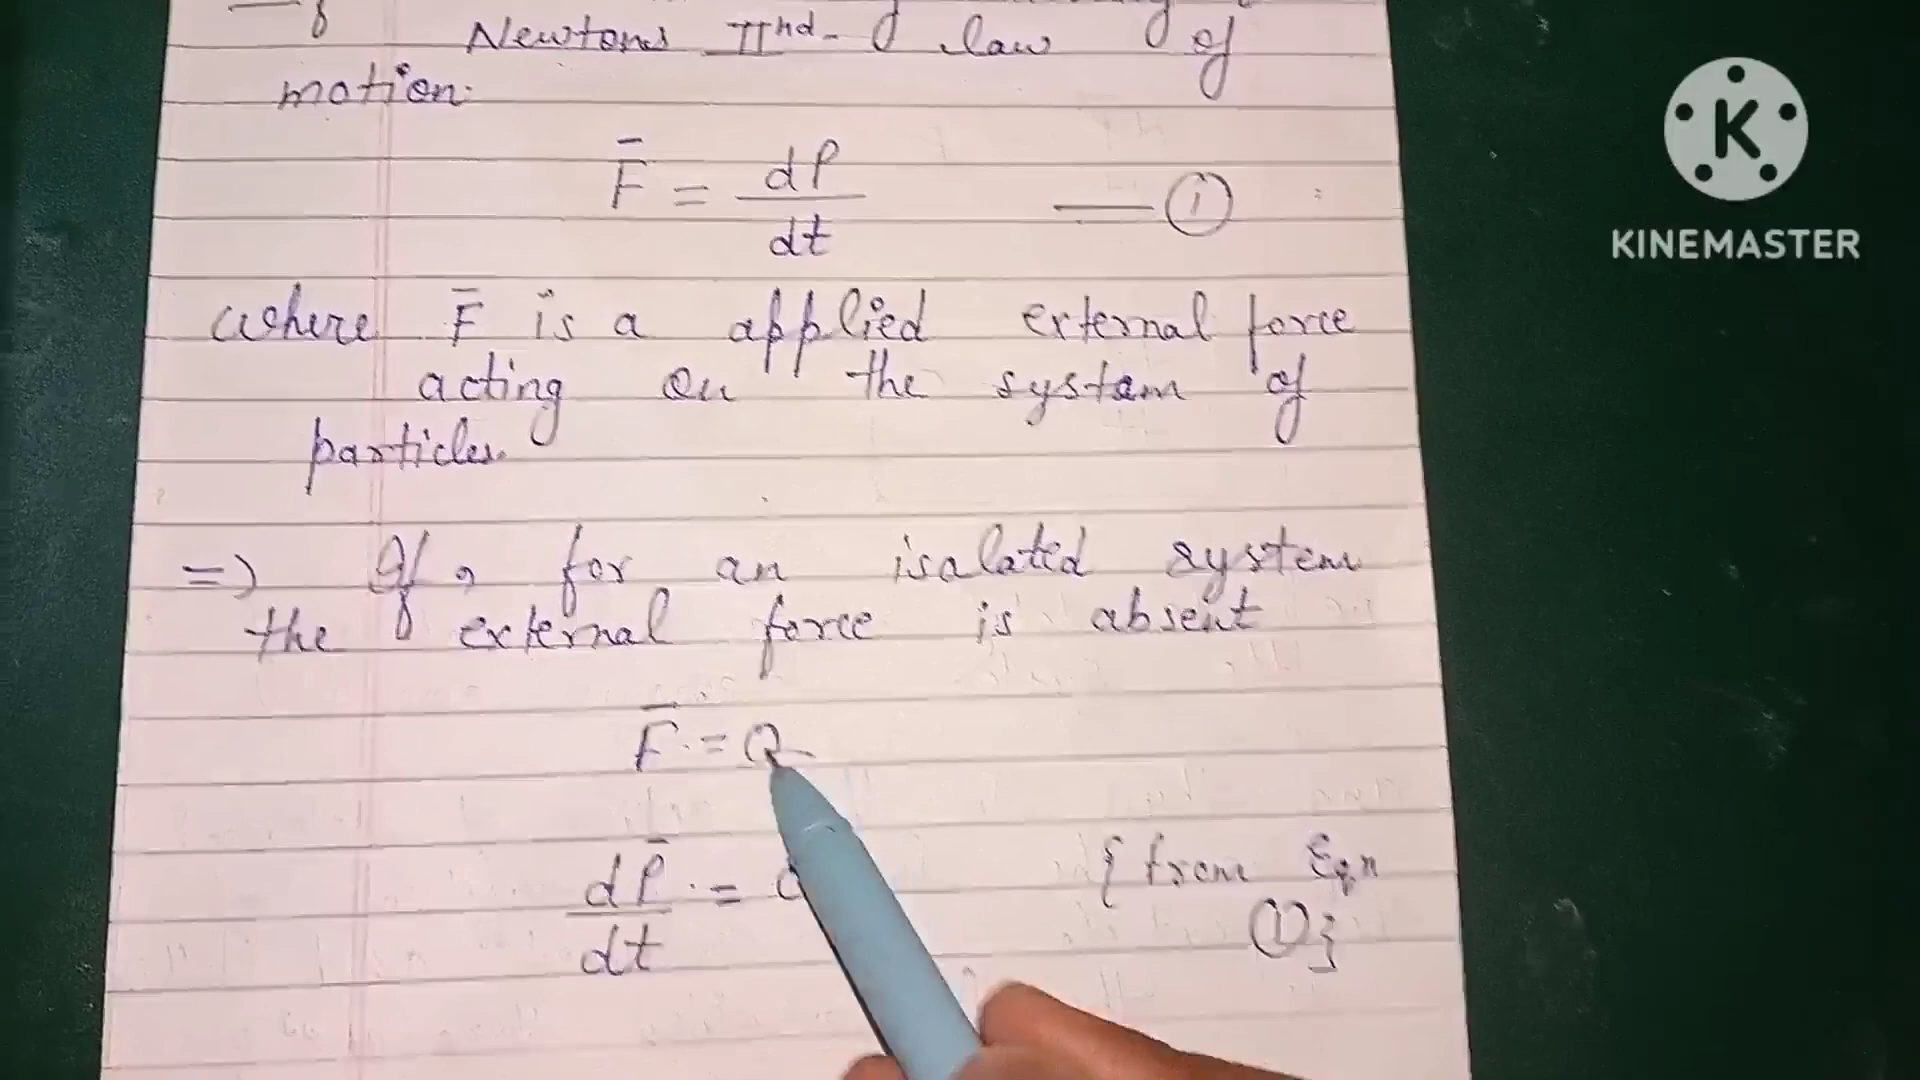 Newtons IInd law of
motion.
F̄ = dP/dt —— ①
where F̄ is a applied external force
acting on the system of
particles.
=> If, for an isolated system
the external force is absent
F̄ = 0
dP̄/dt = 0
{ from Eqn
① }
K
KINEMASTER